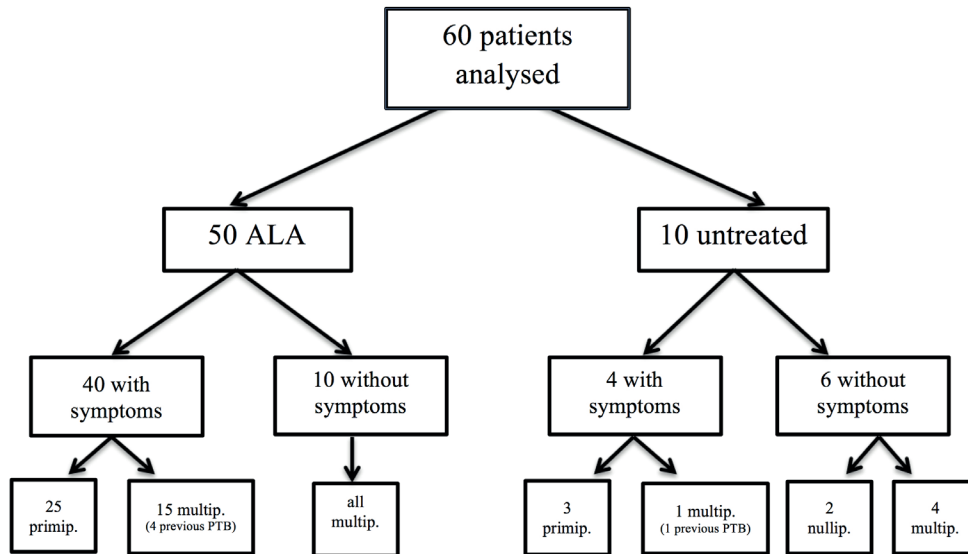 60 patients
analysed
50 ALA
10 untreated
40 with
symptoms
10 without
symptoms
4 with
symptoms
6 without
symptoms
25
primip.
15 multip.
(4 previous PTB)
all
multip.
3
primip.
1 multip.
(1 previous PTB)
2
nullip.
4
multip.